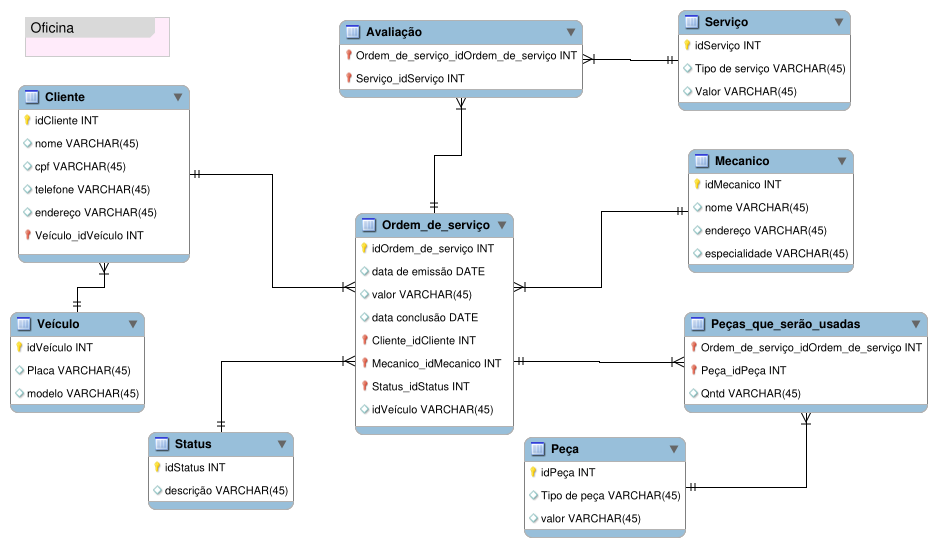 Oficina
Avaliação
Ordem_de_serviço_idOrdem_de_serviço INT
Serviço_idServiço INT
Serviço
idServiço INT
Tipo de serviço VARCHAR(45)
Valor VARCHAR(45)
Cliente
idCliente INT
nome VARCHAR(45)
cpf VARCHAR(45)
telefone VARCHAR(45)
endereço VARCHAR(45)
Veículo_idVeículo INT
Mecanico
idMecanico INT
nome VARCHAR(45)
endereço VARCHAR(45)
especialidade VARCHAR(45)
Ordem_de_serviço
idOrdem_de_serviço INT
data de emissão DATE
valor VARCHAR(45)
data conclusão DATE
Cliente_idCliente INT
Mecanico_idMecanico INT
Status_idStatus INT
idVeículo VARCHAR(45)
Veículo
idVeículo INT
Placa VARCHAR(45)
modelo VARCHAR(45)
Peças_que_serão_usadas
Ordem_de_serviço_idOrdem_de_serviço INT
Peça_idPeça INT
Qntd VARCHAR(45)
Status
idStatus INT
descrição VARCHAR(45)
Peça
idPeça INT
Tipo de peça VARCHAR(45)
valor VARCHAR(45)